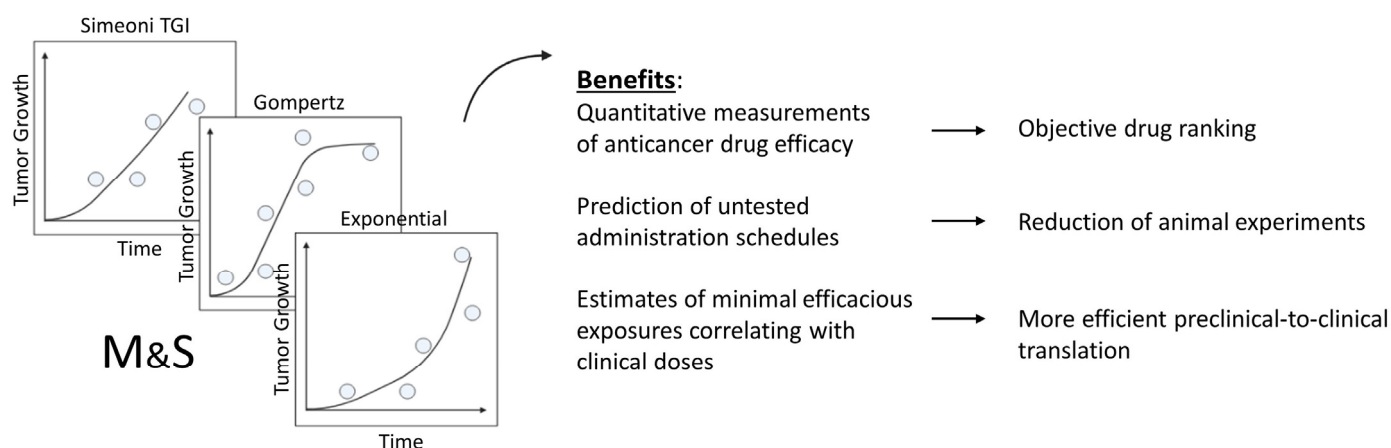 Simeoni TGI
Tumor Growth
Time
Gompertz
Tumor Growth
Exponential
Tumor Growth
Time
M&S
Benefits:
Quantitative measurements
of anticancer drug efficacy
Objective drug ranking
Prediction of untested
administration schedules
Reduction of animal experiments
Estimates of minimal efficacious
exposures correlating with
clinical doses
More efficient preclinical-to-clinical
translation